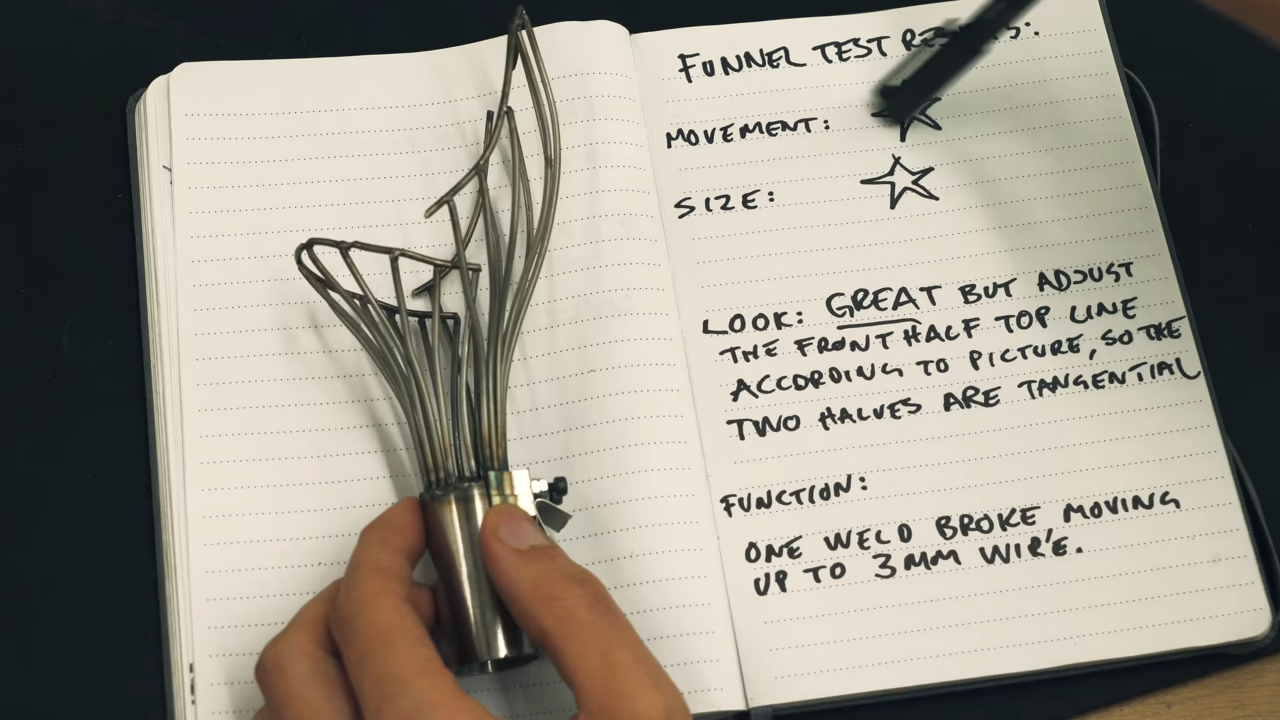 FUNNEL TEST
MOVEMENT:
SIZE:
LOOK: GREAT BUT ADJUST
THE FRONT HALF TOP LINE
ACCORDING TO PICTURE, SO THE
TWO HALVES ARE TANGENTIAL
FUNCTION:
ONE WELD BROKE, MOVING
UP TO 3MM WIRE.